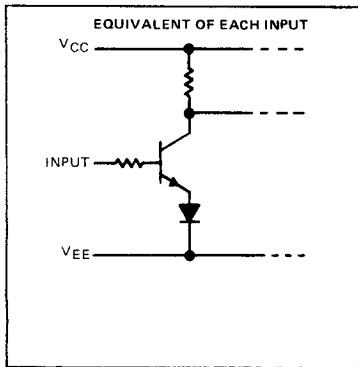 EQUIVALENT OF EACH INPUT
VCC
INPUT
VEE